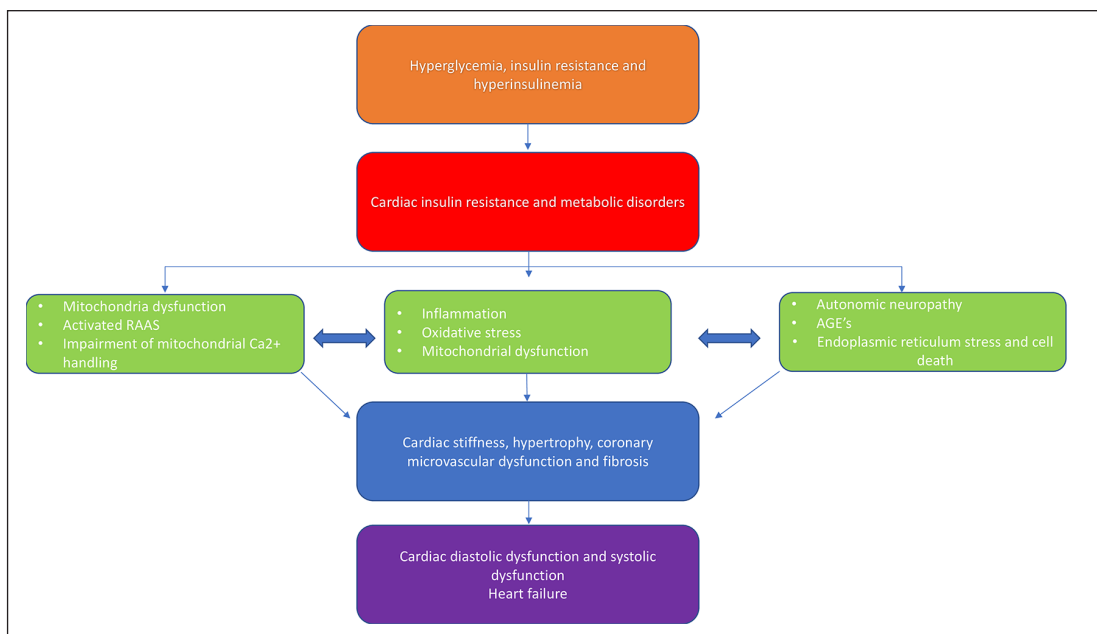 Hyperglycemia, insulin resistance and
hyperinsulinemia
Cardiac insulin resistance and metabolic disorders
• Mitochondria dysfunction
• Activated RAAS
• Impairment of mitochondrial Ca2+
handling
• Inflammation
• Oxidative stress
• Mitochondrial dysfunction
• Autonomic neuropathy
• AGE's
• Endoplasmic reticulum stress and cell
death
Cardiac stiffness, hypertrophy, coronary
microvascular dysfunction and fibrosis
Cardiac diastolic dysfunction and systolic
dysfunction
Heart failure